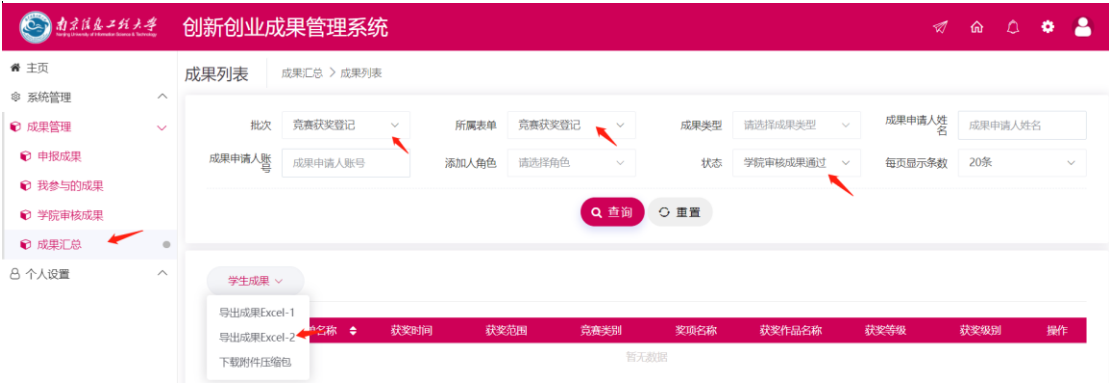 南京信息工程大学
Nanjing University of Information Science & Technology
创新创业成果管理系统
主页
系统管理
成果管理
申报成果
我参与的成果
学院审核成果
成果汇总
个人设置
成果列表
成果汇总 > 成果列表
批次 竞赛获奖登记
所属表单 竞赛获奖登记
成果类型 请选择成果类型
成果申请人姓名 成果申请人姓名
成果申请人账号 成果申请人账号
添加人角色 请选择角色
状态 学院审核成果通过
每页显示条数 20条
查询
重置
学生成果
导出成果Excel-1
导出成果Excel-2
下载附件压缩包
名称 获奖时间 获奖范围 竞赛类别 奖项名称 获奖作品名称 获奖等级 获奖级别 操作
暂无数据